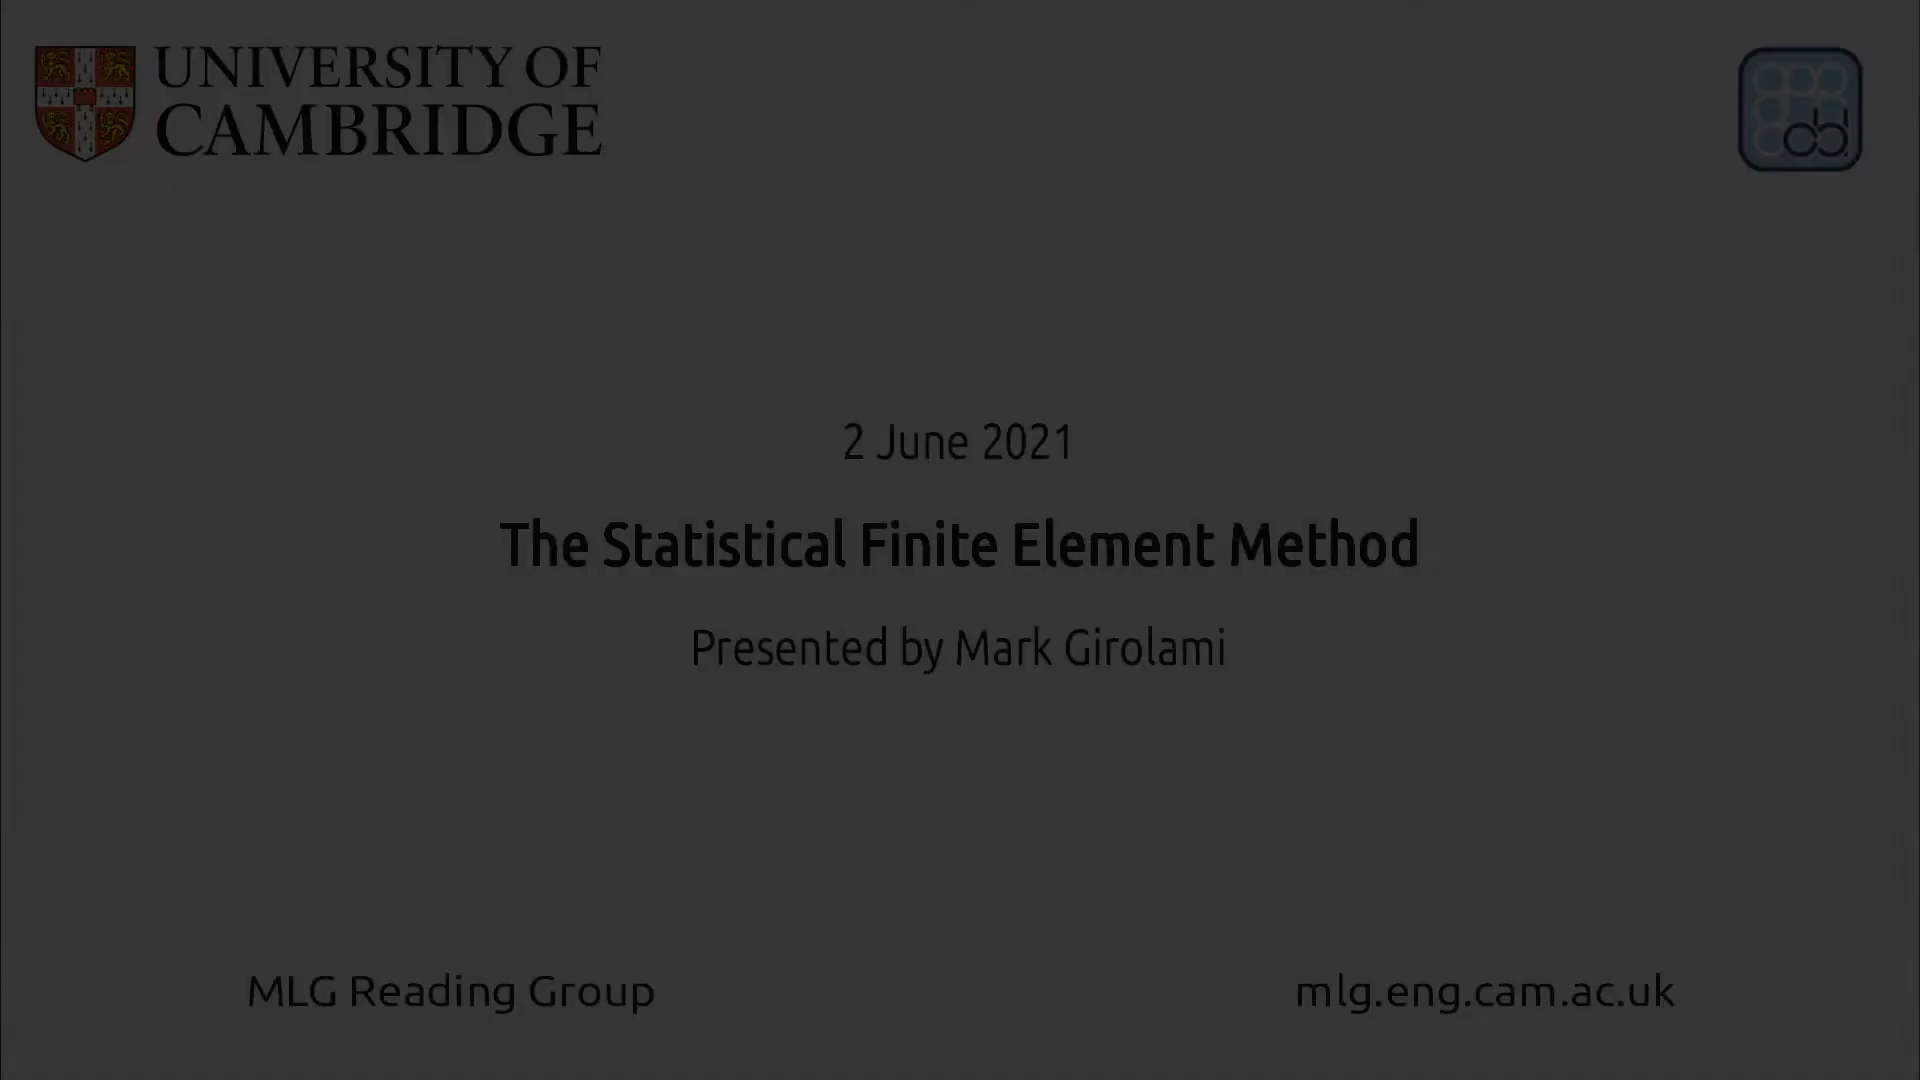 UNIVERSITY OF
CAMBRIDGE
cbl
2 June 2021
The Statistical Finite Element Method
Presented by Mark Girolami
MLG Reading Group
mlg.eng.cam.ac.uk